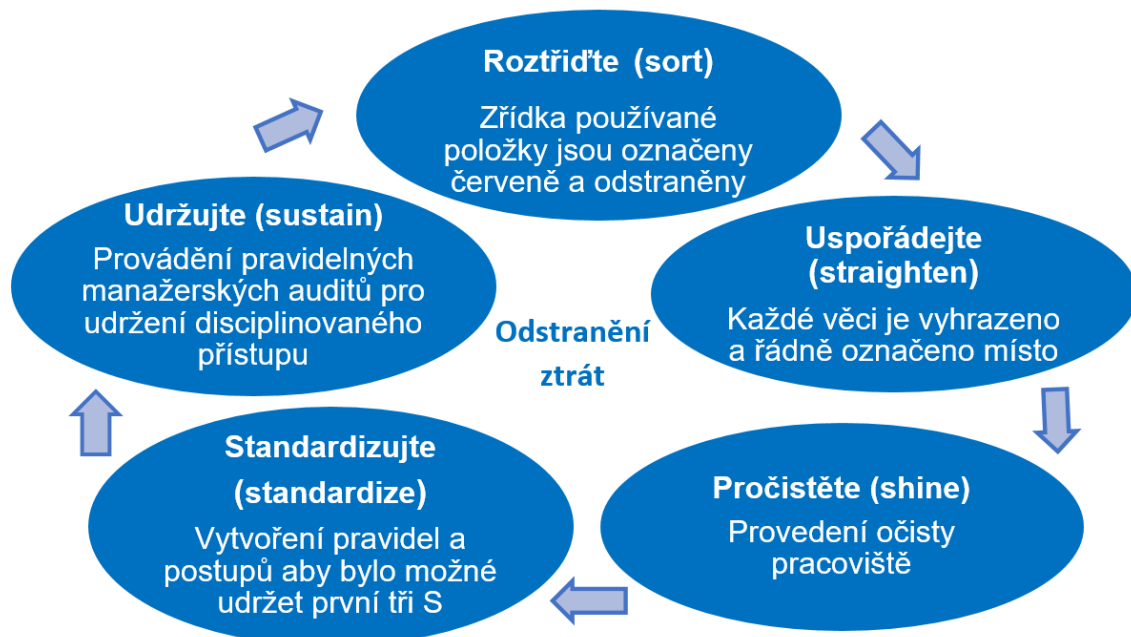 Roztřiďte (sort)
Zřídka používané
položky jsou označeny
červeně a odstraněny
Uspořádejte
(straighten)
Každé věci je vyhrazeno
a řádně označeno místo
Pročistěte (shine)
Provedení očisty
pracoviště
Standardizujte
(standardize)
Vytvoření pravidel a
postupů aby bylo možné
udržet první tři S
Udržujte (sustain)
Provádění pravidelných
manažerských auditů pro
udržení disciplinovaného
přístupu
Odstranění
ztrát